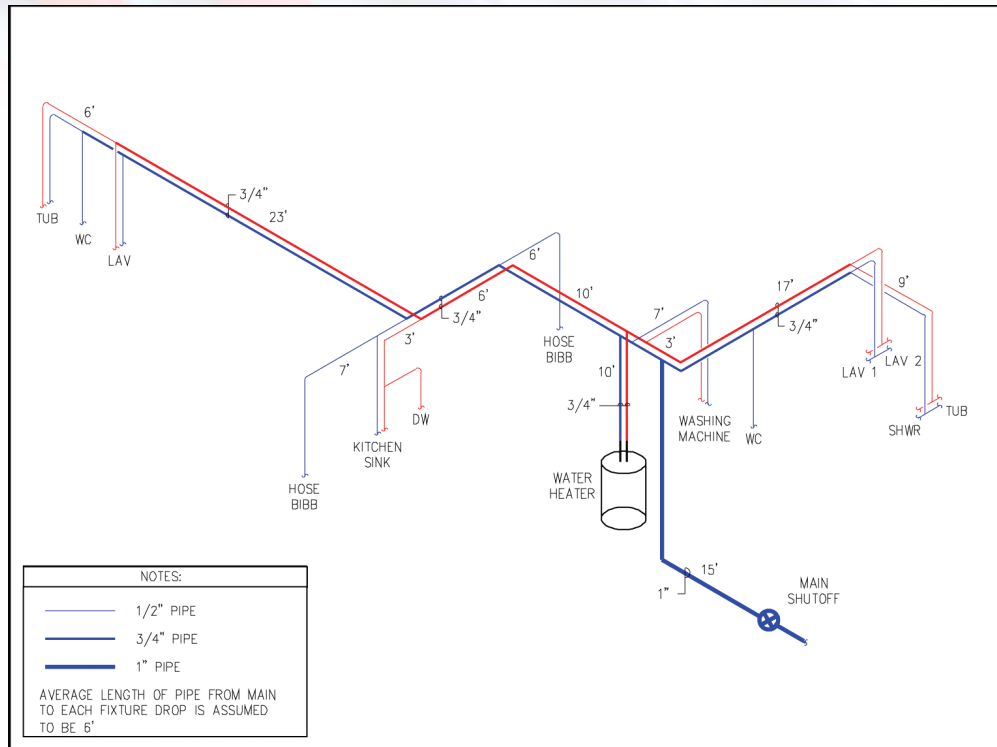 6'
TUB
WC
LAV
3/4"
23'
6'
6'
3/4"
3'
7'
HOSE
BIBB
KITCHEN
SINK
DW
HOSE
BIBB
10'
10'
3/4"
WATER
HEATER
7'
3'
WASHING
MACHINE
WC
17'
3/4"
9'
LAV 1
LAV 2
TUB
SHWR
15'
1"
MAIN
SHUTOFF
NOTES:
1/2" PIPE
3/4" PIPE
1" PIPE
AVERAGE LENGTH OF PIPE FROM MAIN
TO EACH FIXTURE DROP IS ASSUMED
TO BE 6'